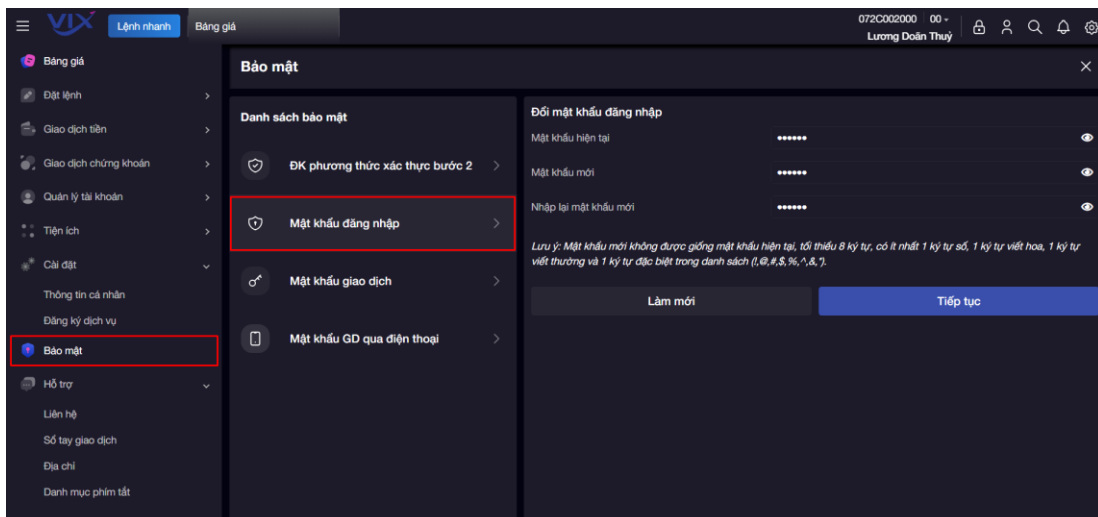 VIX
Lệnh nhanh
Bảng giá
072C002000 00
Lương Doãn Thuỷ
Bảng giá
Đặt lệnh
Giao dịch tiền
Giao dịch chứng khoán
Quản lý tài khoản
Tiện ích
Cài đặt
Thông tin cá nhân
Đăng ký dịch vụ
Bảo mật
Hỗ trợ
Liên hệ
Sổ tay giao dịch
Địa chỉ
Danh mục phím tắt
Bảo mật
Danh sách bảo mật
ĐK phương thức xác thực bước 2
Mật khẩu đăng nhập
Mật khẩu giao dịch
Mật khẩu GD qua điện thoại
Đổi mật khẩu đăng nhập
Mật khẩu hiện tại ••••••
Mật khẩu mới ••••••
Nhập lại mật khẩu mới ••••••
Lưu ý: Mật khẩu mới không được giống mật khẩu hiện tại, tối thiểu 8 ký tự, có ít nhất 1 ký tự số, 1 ký tự viết hoa, 1 ký tự
viết thường và 1 ký tự đặc biệt trong danh sách (!,@,#,$,%,^,&,*).
Làm mới
Tiếp tục